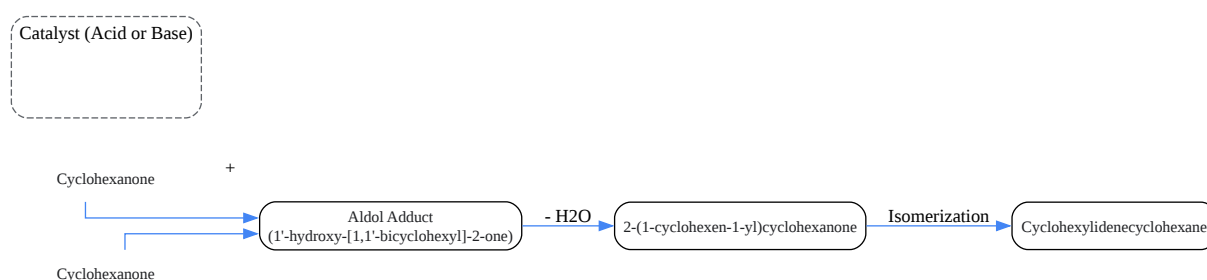 Catalyst (Acid or Base)
+
Cyclohexanone
Aldol Adduct
(1'-hydroxy-[1,1'-bicyclohexyl]-2-one)
- H2O
2-(1-cyclohexen-1-yl)cyclohexanone
Isomerization
Cyclohexylidenecyclohexane
Cyclohexanone